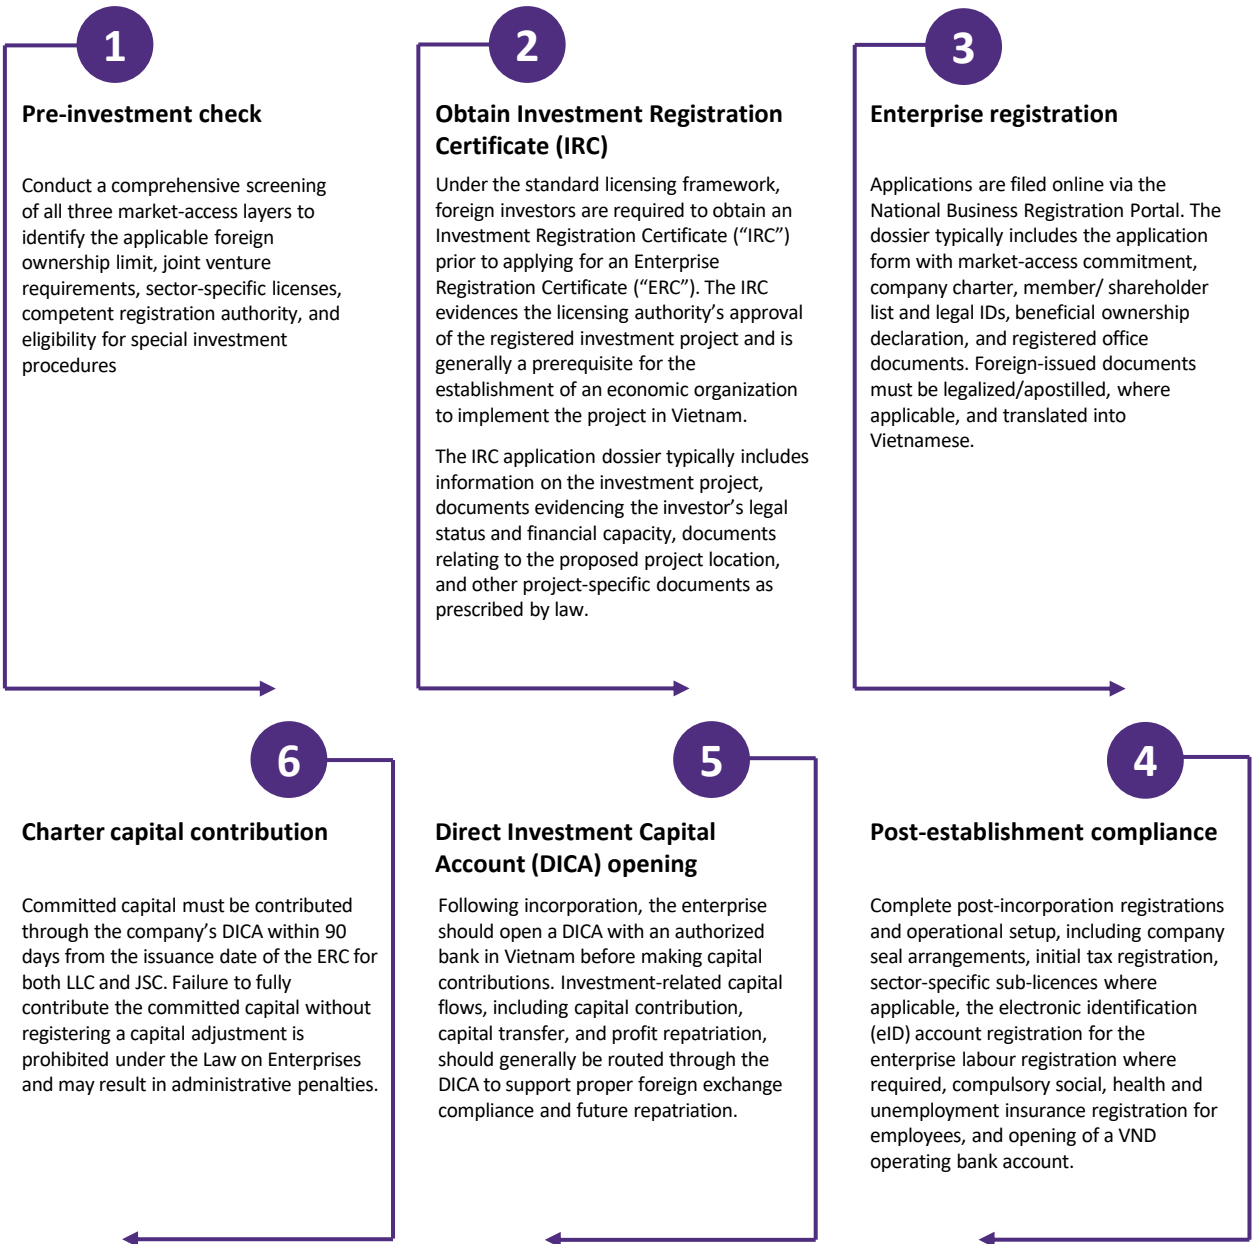 1
Pre-investment check
Conduct a comprehensive screening
of all three market-access layers to
identify the applicable foreign
ownership limit, joint venture
requirements, sector-specific licenses,
competent registration authority, and
eligibility for special investment
procedures
2
Obtain Investment Registration
Certificate (IRC)
Under the standard licensing framework,
foreign investors are required to obtain an
Investment Registration Certificate (“IRC”)
prior to applying for an Enterprise
Registration Certificate (“ERC”). The IRC
evidences the licensing authority’s approval
of the registered investment project and is
generally a prerequisite for the
establishment of an economic organization
to implement the project in Vietnam.
The IRC application dossier typically includes
information on the investment project,
documents evidencing the investor’s legal
status and financial capacity, documents
relating to the proposed project location,
and other project-specific documents as
prescribed by law.
3
Enterprise registration
Applications are filed online via the
National Business Registration Portal. The
dossier typically includes the application
form with market-access commitment,
company charter, member/ shareholder
list and legal IDs, beneficial ownership
declaration, and registered office
documents. Foreign-issued documents
must be legalized/apostilled, where
applicable, and translated into
Vietnamese.
4
Post-establishment compliance
Complete post-incorporation registrations
and operational setup, including company
seal arrangements, initial tax registration,
sector-specific sub-licences where
applicable, the electronic identification
(eID) account registration for the
enterprise labour registration where
required, compulsory social, health and
unemployment insurance registration for
employees, and opening of a VND
operating bank account.
5
Direct Investment Capital
Account (DICA) opening
Following incorporation, the enterprise
should open a DICA with an authorized
bank in Vietnam before making capital
contributions. Investment-related capital
flows, including capital contribution,
capital transfer, and profit repatriation,
should generally be routed through the
DICA to support proper foreign exchange
compliance and future repatriation.
6
Charter capital contribution
Committed capital must be contributed
through the company’s DICA within 90
days from the issuance date of the ERC for
both LLC and JSC. Failure to fully
contribute the committed capital without
registering a capital adjustment is
prohibited under the Law on Enterprises
and may result in administrative penalties.